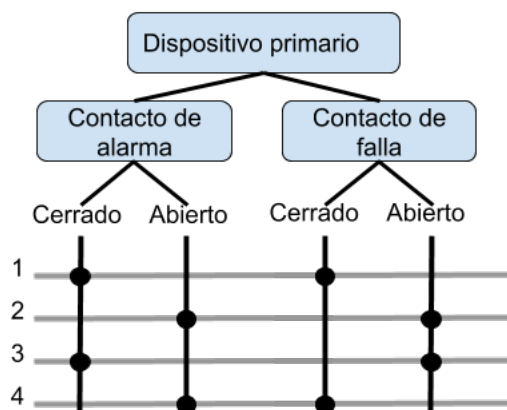 Dispositivo primario
Contacto de
alarma
Contacto de
falla
Cerrado Abierto Cerrado Abierto
1
2
3
4